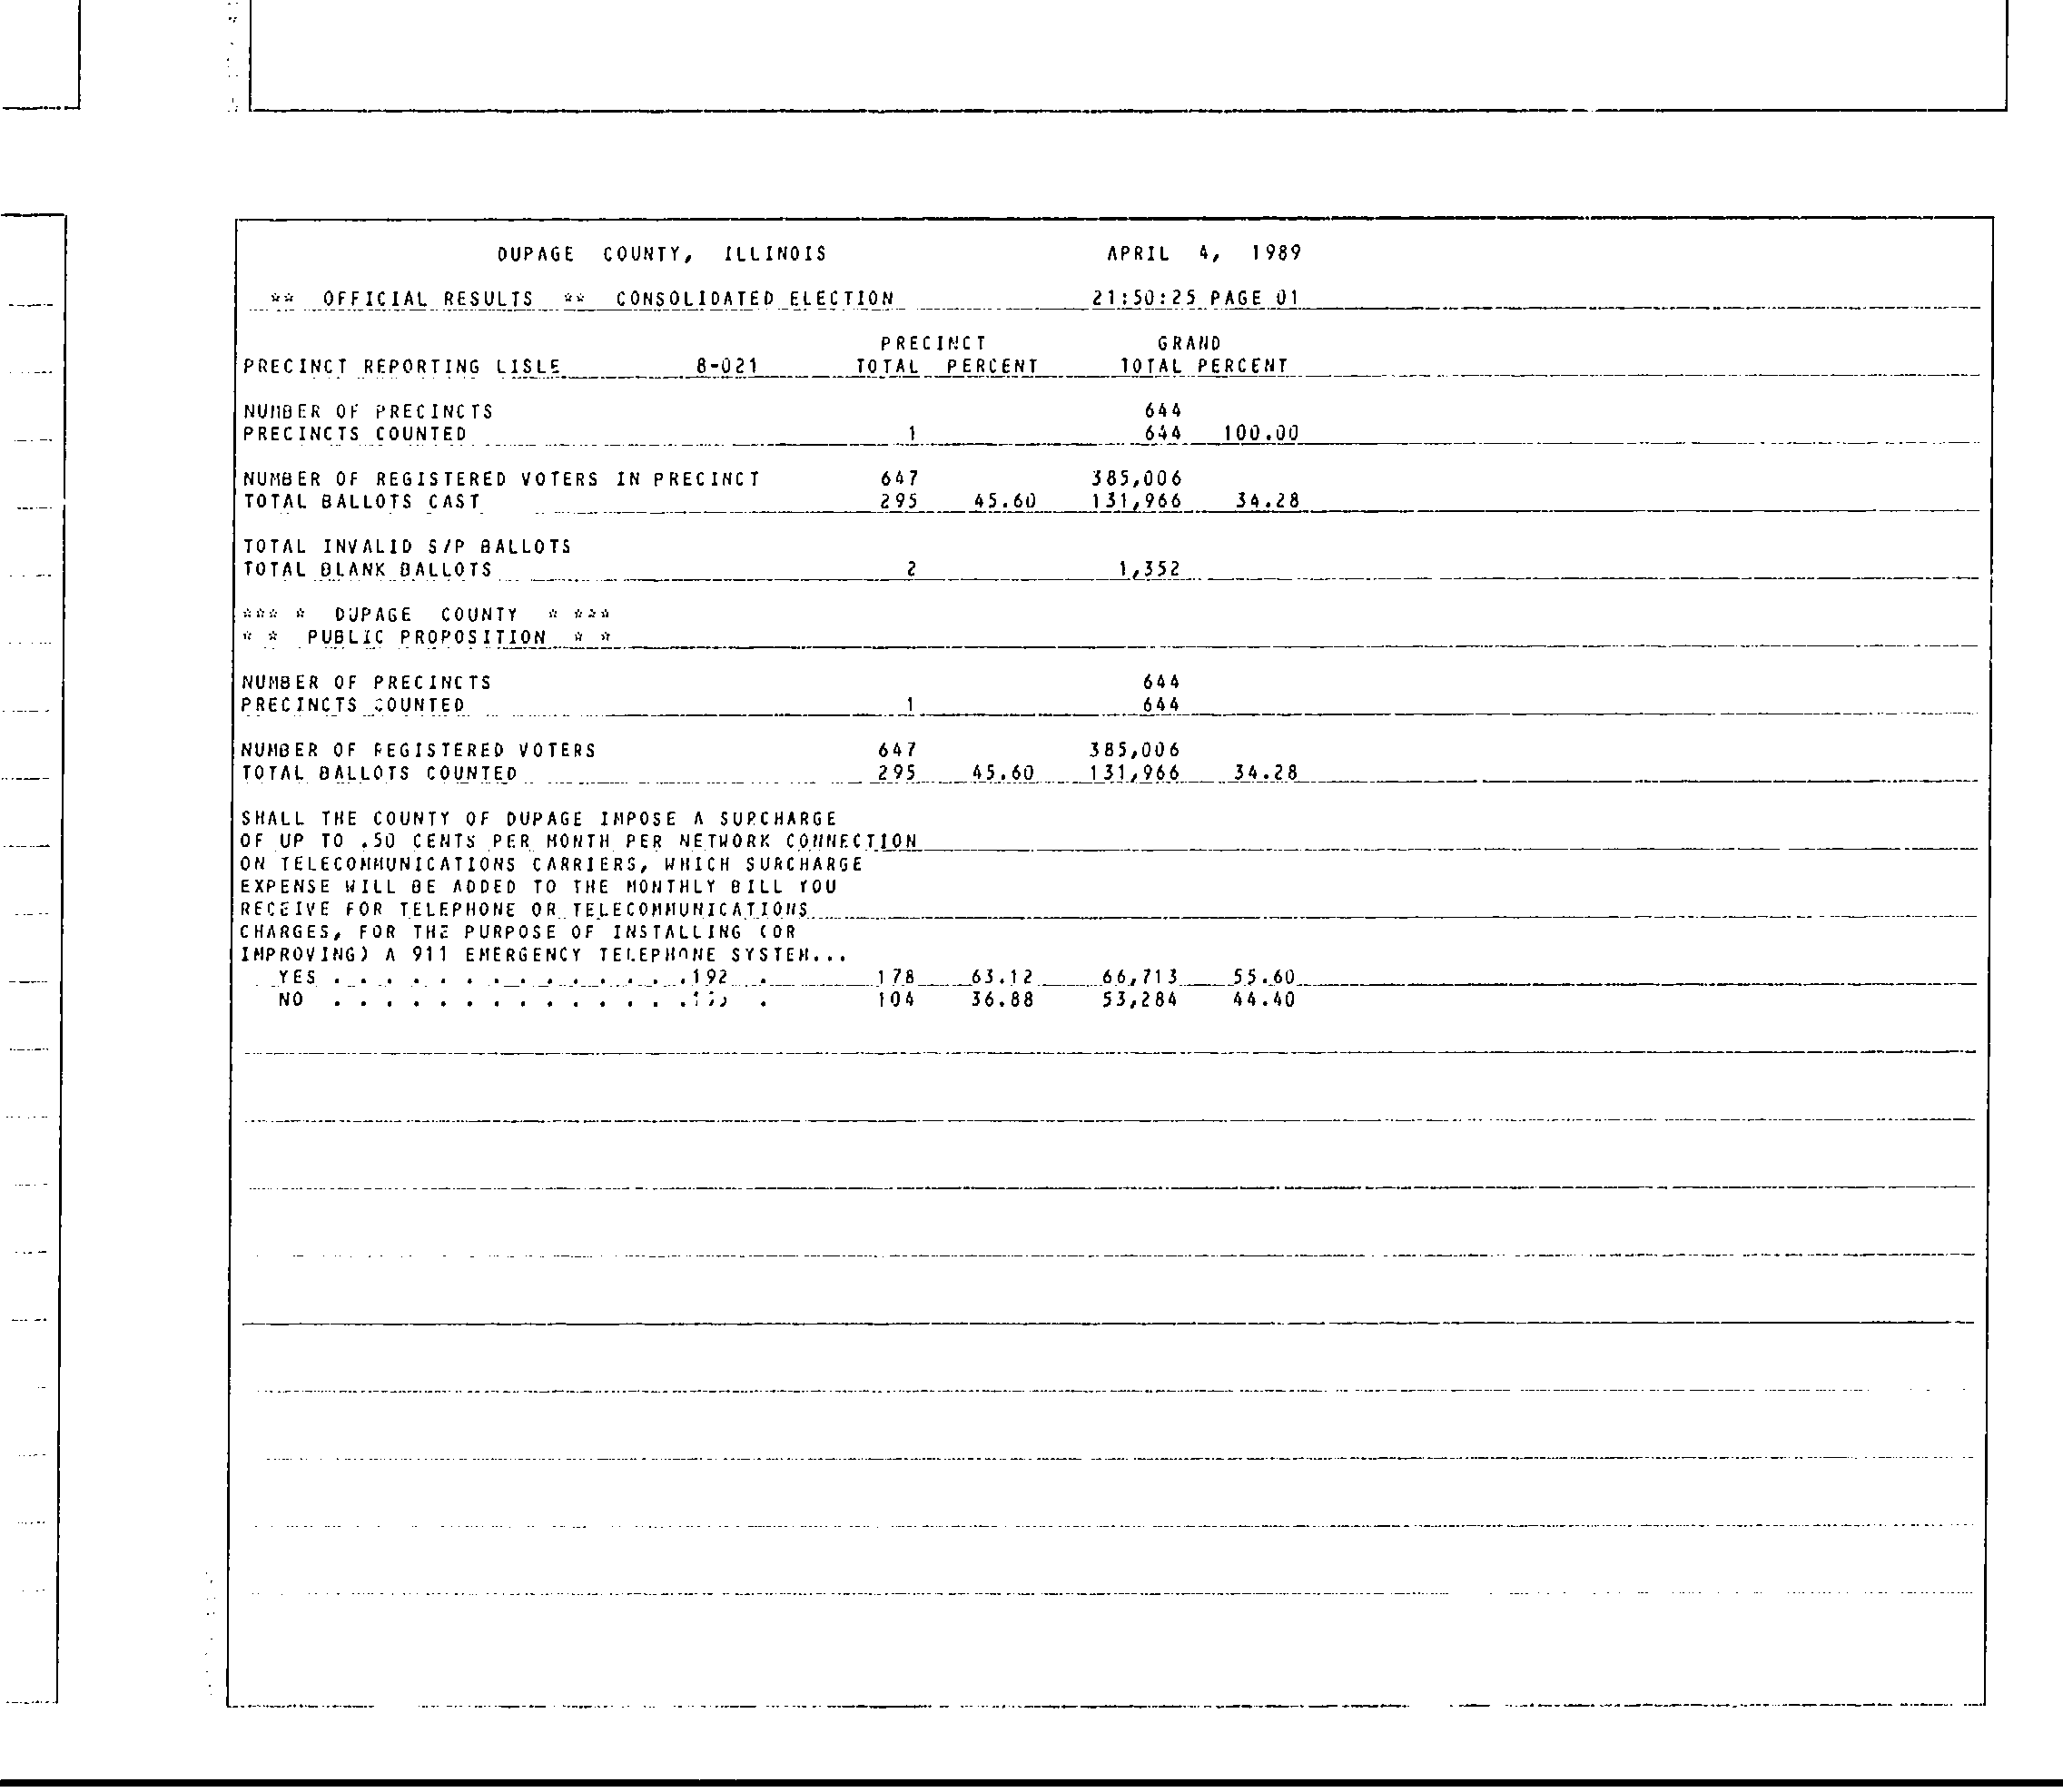 DUPAGE COUNTY, ILLINOIS APRIL 4, 1989
** OFFICIAL RESULTS ** CONSOLIDATED ELECTION 21:50:25 PAGE 01
PRECINCT GRAND
PRECINCT REPORTING LISLE 8-021 TOTAL PERCENT TOTAL PERCENT
NUMBER OF PRECINCTS 644
PRECINCTS COUNTED 1 644 100.00
NUMBER OF REGISTERED VOTERS IN PRECINCT 647 385,006
TOTAL BALLOTS CAST 295 45.60 131,966 34.28
TOTAL INVALID S/P BALLOTS
TOTAL BLANK BALLOTS 2 1,352
*** * DUPAGE COUNTY * ***
* * PUBLIC PROPOSITION * *
NUMBER OF PRECINCTS 644
PRECINCTS COUNTED 1 644
NUMBER OF REGISTERED VOTERS 647 385,006
TOTAL BALLOTS COUNTED 295 45.60 131,966 34.28
SHALL THE COUNTY OF DUPAGE IMPOSE A SURCHARGE
OF UP TO .50 CENTS PER MONTH PER NETWORK CONNECTION
ON TELECOMMUNICATIONS CARRIERS, WHICH SURCHARGE
EXPENSE WILL BE ADDED TO THE MONTHLY BILL YOU
RECEIVE FOR TELEPHONE OR TELECOMMUNICATIONS
CHARGES, FOR THE PURPOSE OF INSTALLING (OR
IMPROVING) A 911 EMERGENCY TELEPHONE SYSTEM...
YES . . . . . . . . . . . . . .192 . 178 63.12 66,713 55.60
NO . . . . . . . . . . . . . . . 104 36.88 53,284 44.40